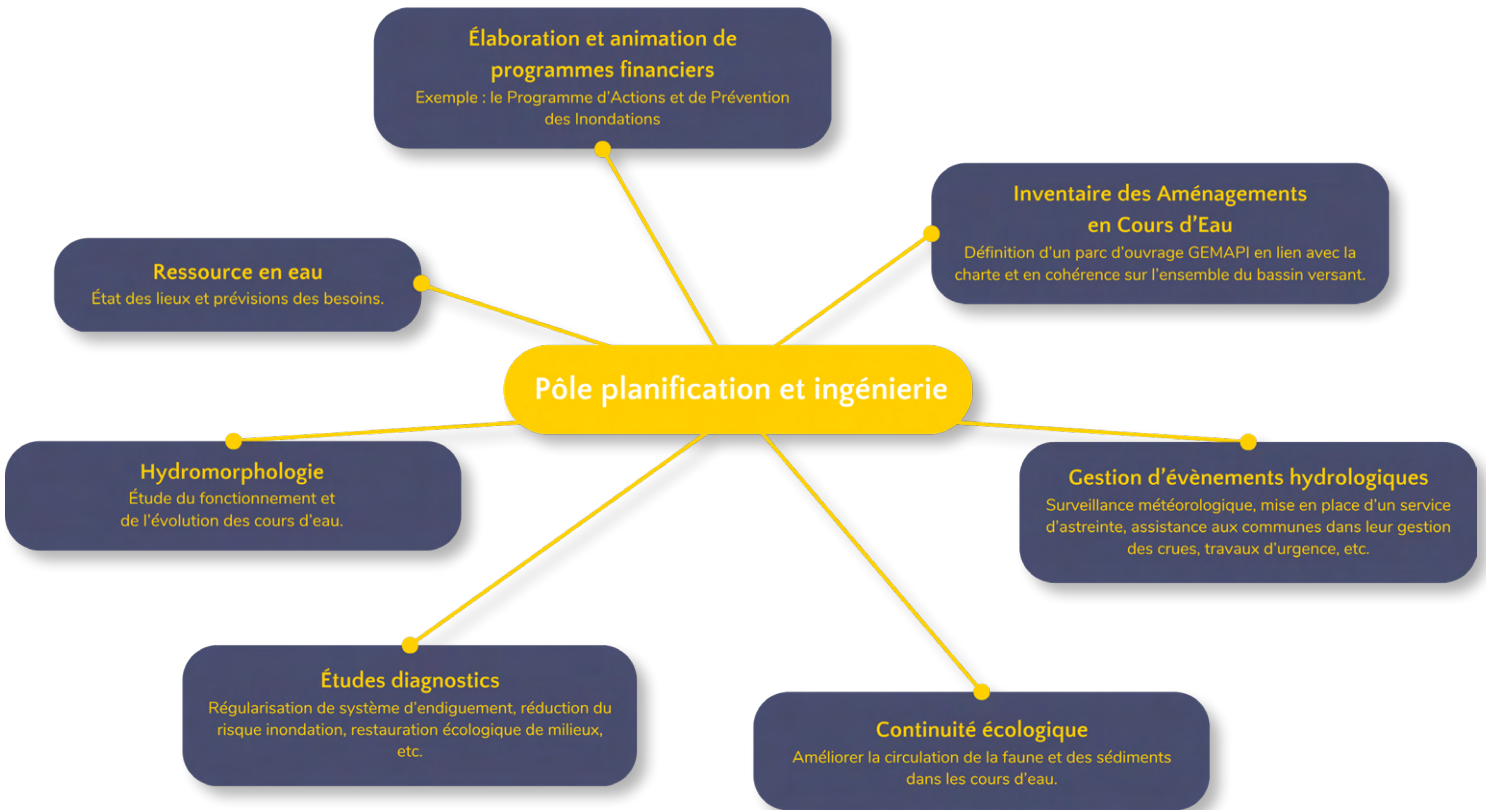 Élaboration et animation de
programmes financiers
Exemple : le Programme d'Actions et de Prévention
des Inondations
Inventaire des Aménagements
en Cours d'Eau
Définition d'un parc d'ouvrage GEMAPI en lien avec la
charte et en cohérence sur l'ensemble du bassin versant.
Ressource en eau
État des lieux et prévisions des besoins.
Pôle planification et ingénierie
Hydromorphologie
Étude du fonctionnement et
de l'évolution des cours d'eau.
Gestion d'évènements hydrologiques
Surveillance météorologique, mise en place d'un service
d'astreinte, assistance aux communes dans leur gestion
des crues, travaux d'urgence, etc.
Études diagnostics
Régularisation de système d'endiguement, réduction du
risque inondation, restauration écologique de milieux,
etc.
Continuité écologique
Améliorer la circulation de la faune et des sédiments
dans les cours d'eau.